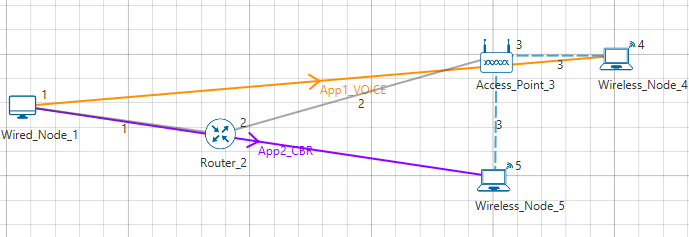 3
4
Access_Point_3
3
Wireless_Node_4
1
App1_VOICE
2
Wired_Node_1
1
2
3
Router_2
App2_CBR
5
Wireless_Node_5